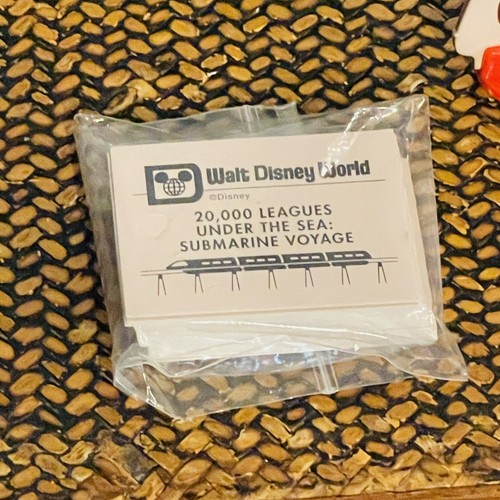 Walt Disney World
©Disney
20,000 LEAGUES
UNDER THE SEA:
SUBMARINE VOYAGE